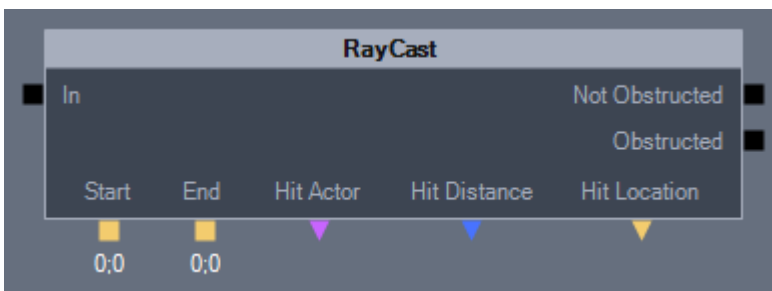 RayCast
In Not Obstructed
Obstructed
Start End Hit Actor Hit Distance Hit Location
0;0 0;0